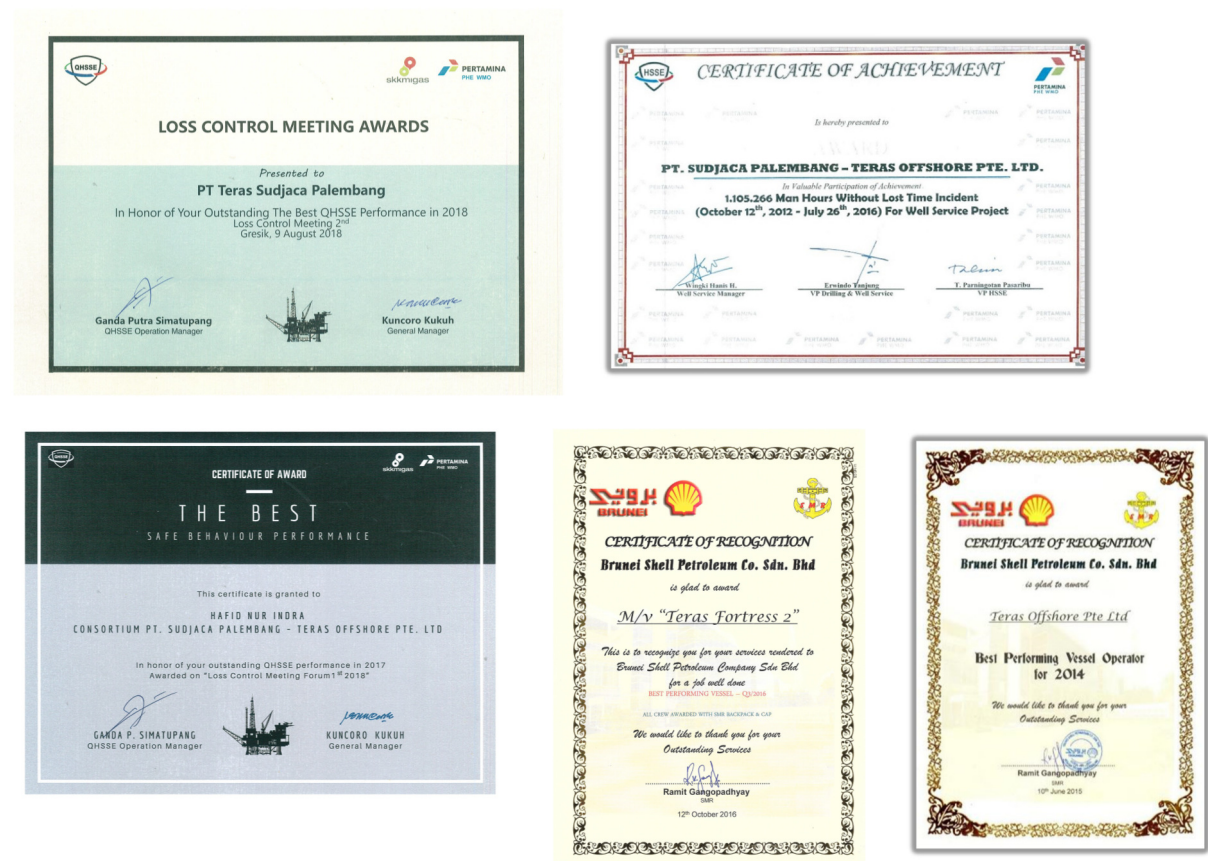 QHSSE
skkmigas
PERTAMINA
PHE WMO
LOSS CONTROL MEETING AWARDS
Presented to
PT Teras Sudjaca Palembang
In Honor of Your Outstanding The Best QHSSE Performance in 2018
Loss Control Meeting 2nd
Gresik, 9 August 2018
Ganda Putra Simatupang
QHSSE Operation Manager
Kuncoro Kukuh
General Manager
HSSE
CERTIFICATE OF ACHIEVEMENT
PERTAMINA
PHE WMO
Is hereby presented to
AWARD
PT. SUDJACA PALEMBANG – TERAS OFFSHORE PTE. LTD.
In Valuable Participation of Achievement
1.105.266 Man Hours Without Lost Time Incident
(October 12th, 2012 - July 26th, 2016) For Well Service Project
Wingki Hanis H.
Well Service Manager
Erwindo Tanjung
VP Drilling & Well Service
T. Parningotan Pasaribu
VP HSSE
QHSSE
skkmigas
PERTAMINA
PHE WMO
CERTIFICATE OF AWARD
THE BEST
SAFE BEHAVIOUR PERFORMANCE
This certificate is granted to
HAFID NUR INDRA
CONSORTIUM PT. SUDJACA PALEMBANG - TERAS OFFSHORE PTE. LTD
In honor of your outstanding QHSSE performance in 2017
Awarded on "Loss Control Meeting Forum1st 2018"
GANDA P. SIMATUPANG
QHSSE Operation Manager
KUNCORO KUKUH
General Manager
بروني
BRUNEI
SMR
CERTIFICATE OF RECOGNITION
Brunei Shell Petroleum Co. Sdn. Bhd
is glad to award
M/v "Teras Fortress 2"
This is to recognize you for your services rendered to
Brunei Shell Petroleum Company Sdn Bhd
for a job well done
BEST PERFORMING VESSEL – Q3/2016
ALL CREW AWARDED WITH SMR BACKPACK & CAP
We would like to thank you for your
Outstanding Services
Ramit Gangopadhyay
SMR
12th October 2016
بروني
BRUNEI
SMR
CERTIFICATE OF RECOGNITION
Brunei Shell Petroleum Co. Sdn. Bhd
is glad to award
Teras Offshore Pte Ltd
Best Performing Vessel Operator
for 2014
We would like to thank you for your
Outstanding Services
Ramit Gangopadhyay
SMR
10th June 2015